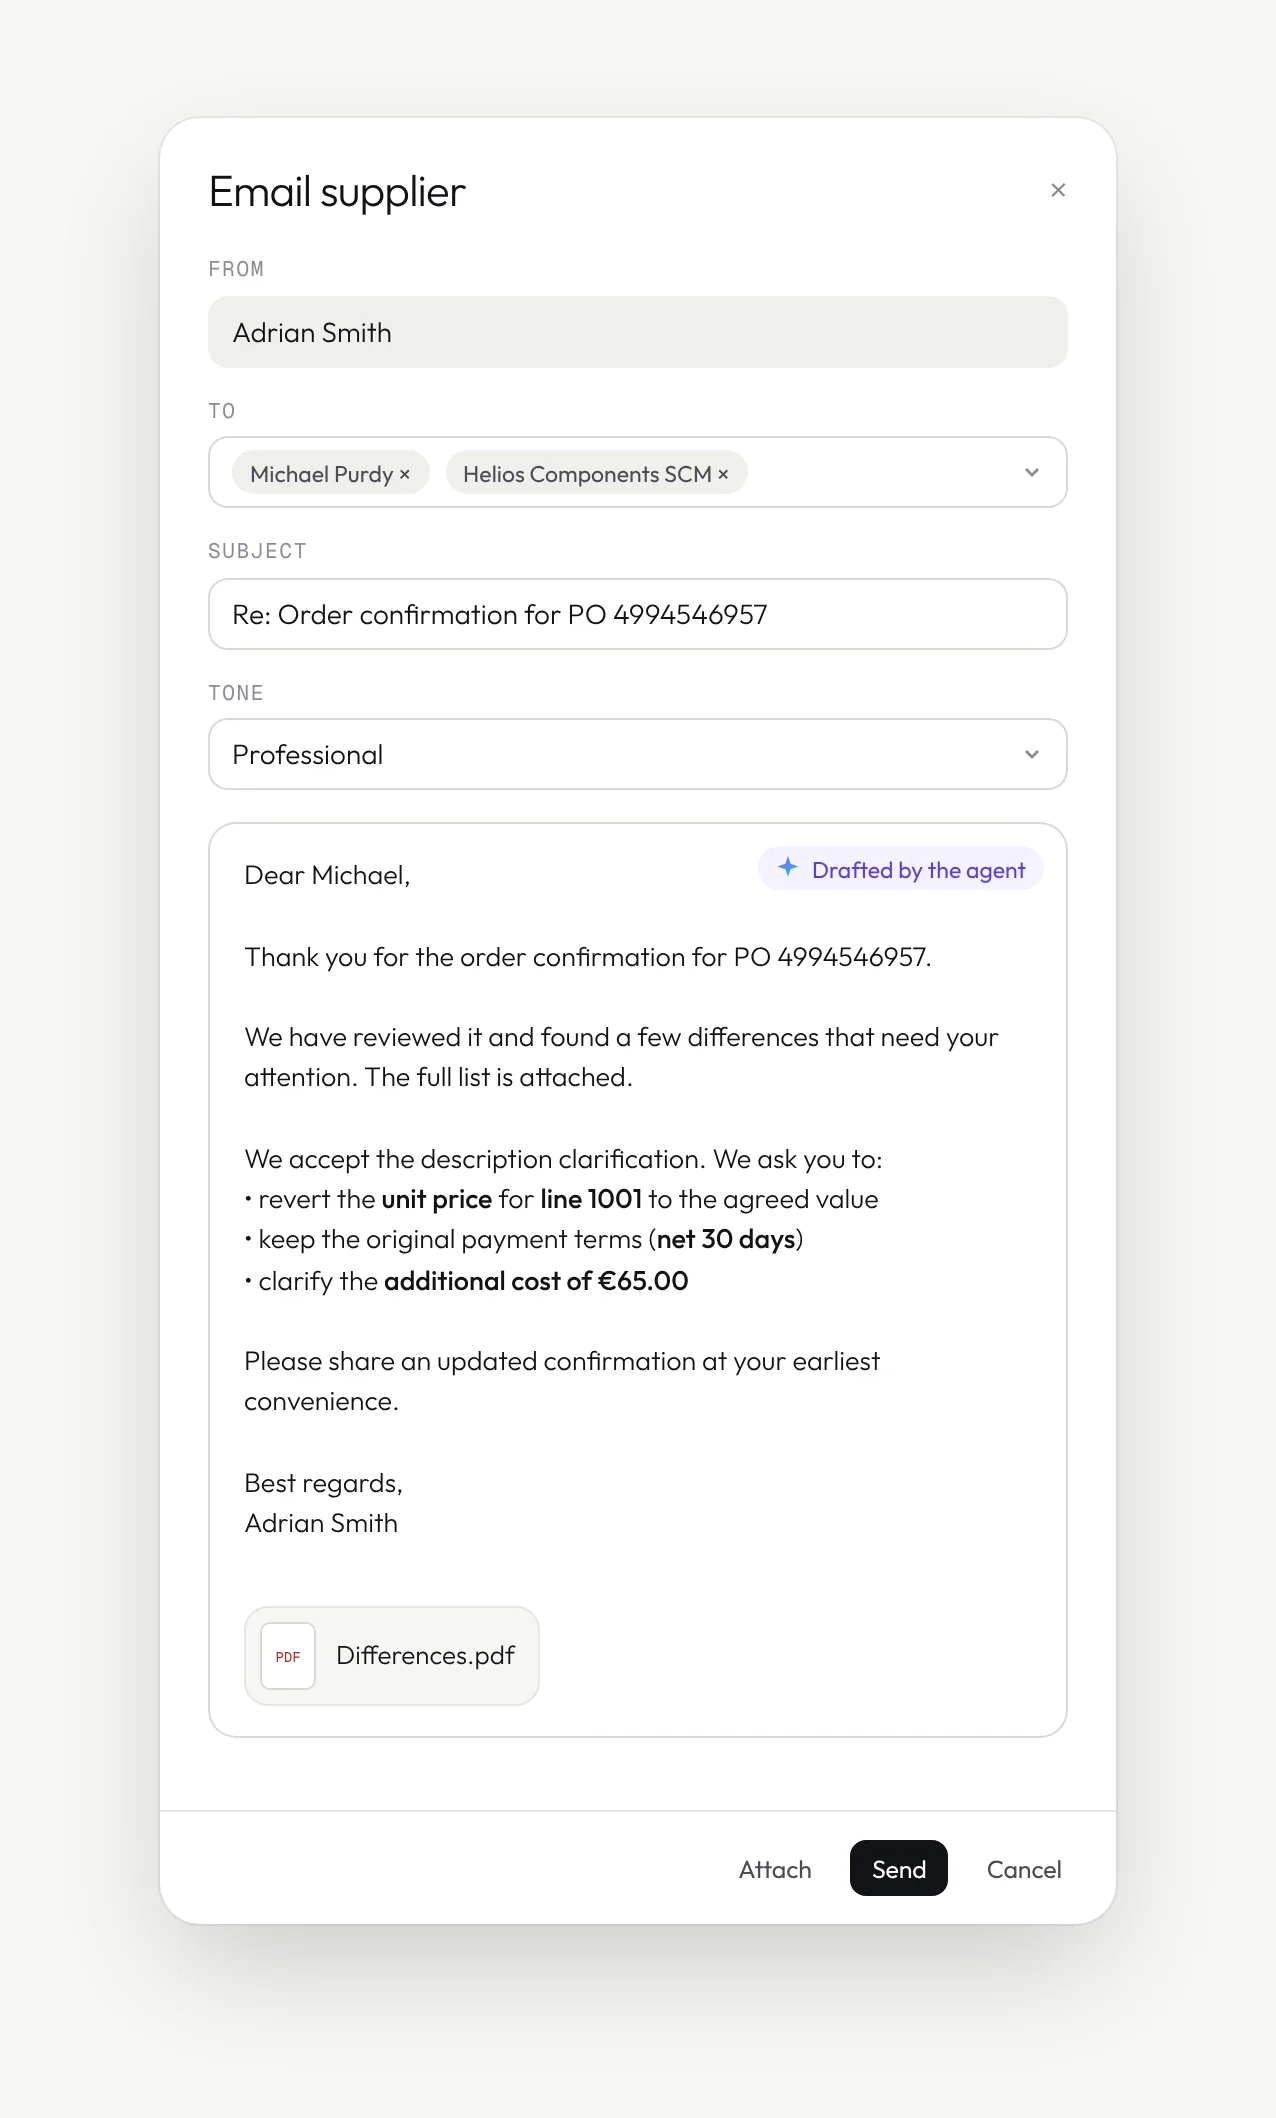 Email supplier ×
FROM
Adrian Smith
TO
Michael Purdy × Helios Components SCM ×
SUBJECT
Re: Order confirmation for PO 4994546957
TONE
Professional
Dear Michael,
Drafted by the agent
Thank you for the order confirmation for PO 4994546957.
We have reviewed it and found a few differences that need your
attention. The full list is attached.
We accept the description clarification. We ask you to:
• revert the unit price for line 1001 to the agreed value
• keep the original payment terms (net 30 days)
• clarify the additional cost of €65.00
Please share an updated confirmation at your earliest
convenience.
Best regards,
Adrian Smith
PDF Differences.pdf
Attach Send Cancel